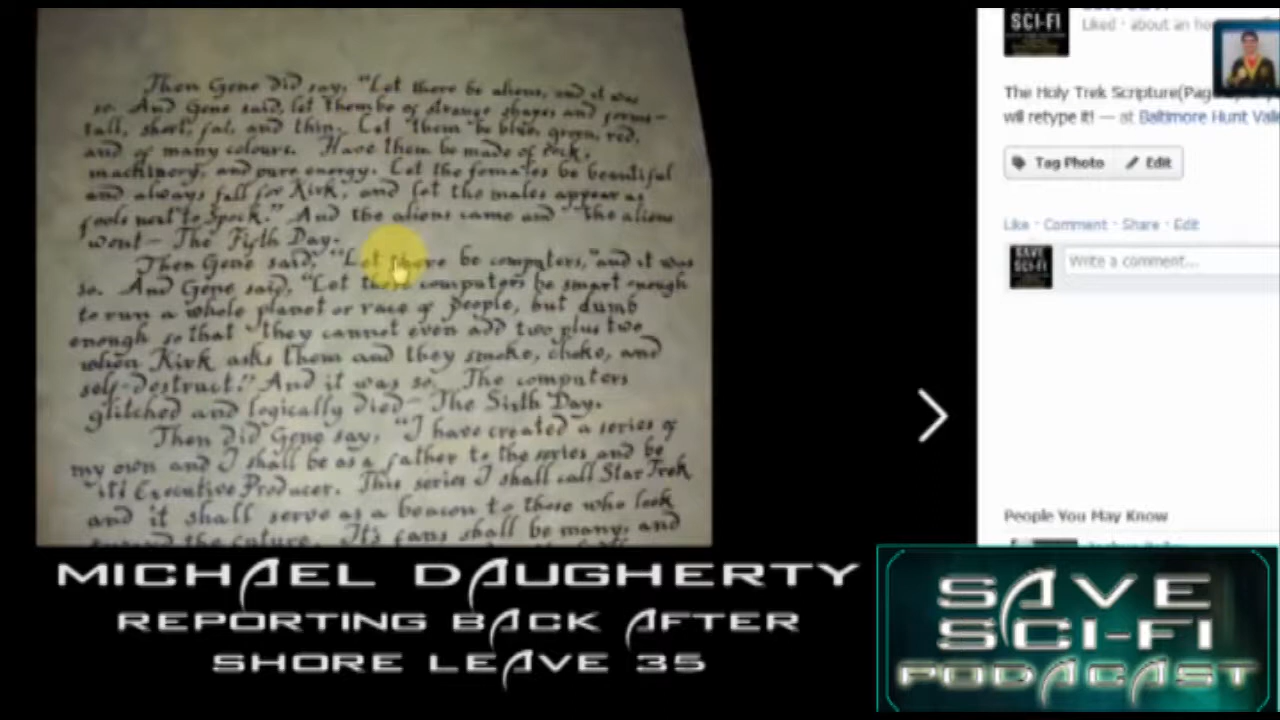 Then Gene did say, "Let there be aliens, and it was
so. And Gene said, let them be of strange shapes and forms—
tall, short, fat, and thin. Let them be blue, green, red,
and of many colours. Have them be made of rock,
machinery, and pure energy. Let the females be beautiful
and always fall for Kirk, and let the males appear as
fools next to Spock." And the aliens came and the aliens
went— The Fifth Day.
Then Gene said, "Let there be computers," and it was
so. And Gene said, "Let these computers be smart enough
to run a whole planet or race of people, but dumb
enough so that they cannot even add two plus two
when Kirk asks them and they smoke, choke, and
self-destruct." And it was so. The computers
glitched and logically died— The Sixth Day.
Then did Gene say, "I have created a series of
my own and I shall be as a father to the series and be
it's Executive Producer. This series I shall call Star Trek
and it shall serve as a beacon to those who look
the future. It's fans shall be many, and
SCI-FI
Liked · about an
The Holy Trek Scripture(Pag
will retype it! — at Baltimore Hunt Vall
Tag Photo Edit
Like · Comment · Share · Edit
SAVE
SCI-FI
Write a comment...
People You May Know
MICHAEL DAUGHERTY
REPORTING BACK AFTER
SHORE LEAVE 35
SAVE
SCI-FI
PODACAST